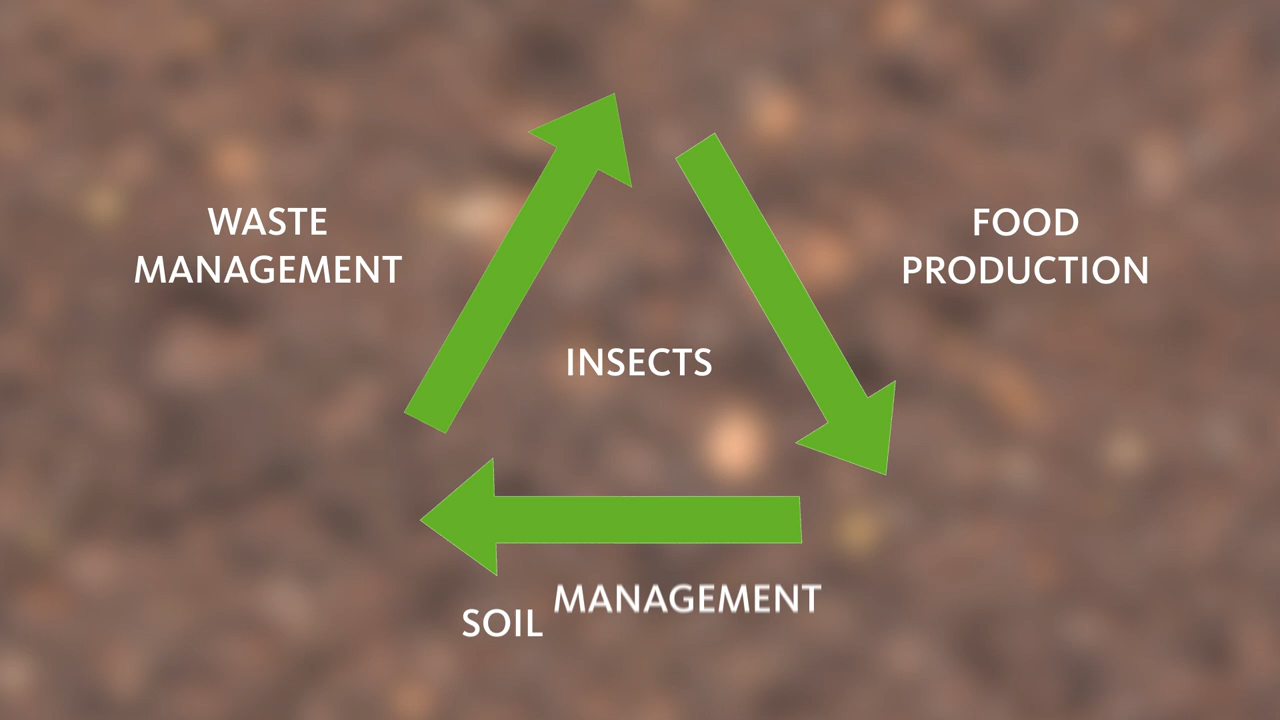 WASTE
MANAGEMENT
FOOD
PRODUCTION
INSECTS
SOIL MANAGEMENT